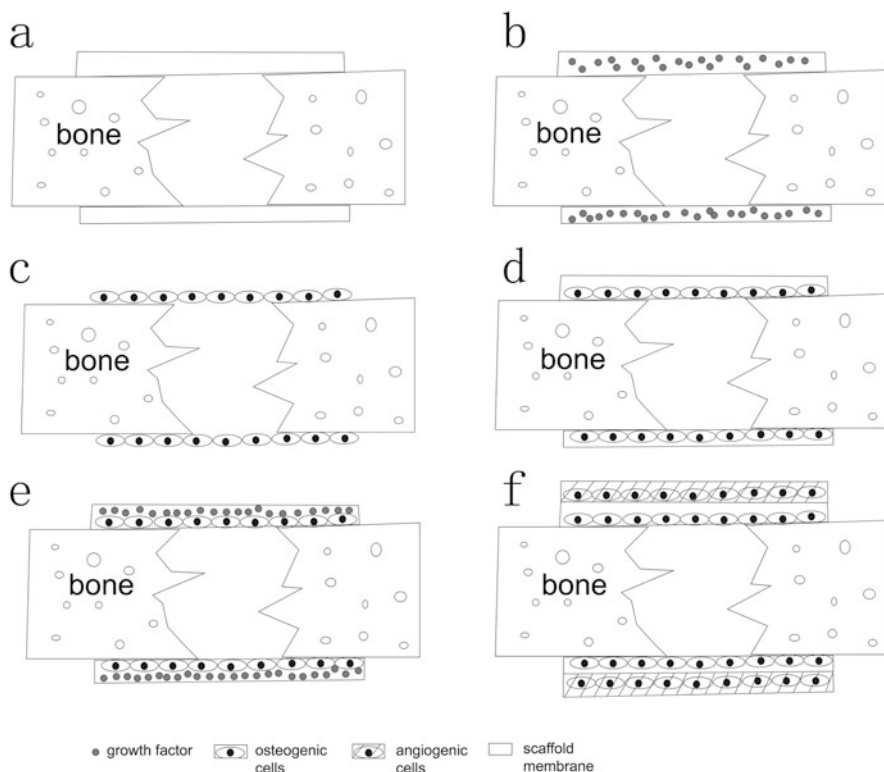 a
b
bone
bone
c
d
bone
bone
e
f
bone
bone
growth factor
osteogenic
cells
angiogenic
cells
scaffold
membrane